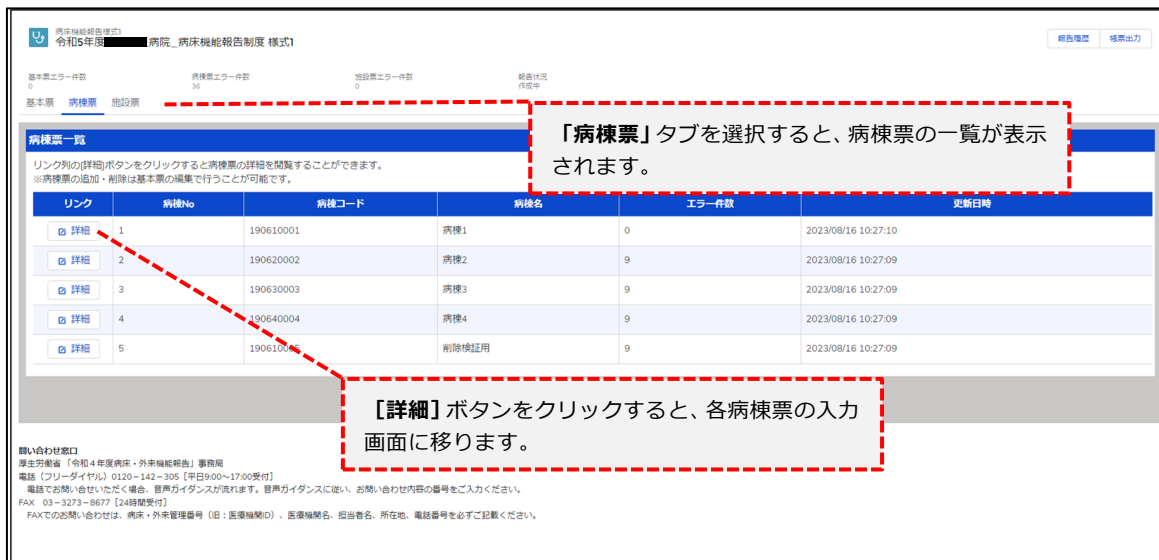 病床機能報告様式1
令和5年度 病院_病床機能報告制度 様式1
報告履歴 帳票出力
基本票エラー件数 病棟票エラー件数 施設票エラー件数 報告状況
0 36 0 作成中
基本票 病棟票 施設票
「病棟票」タブを選択すると、病棟票の一覧が表示
されます。
病棟票一覧
リンク列の[詳細]ボタンをクリックすると病棟票の詳細を閲覧することができます。
※病棟票の追加・削除は基本票の編集で行うことが可能です。
リンク 病棟No 病棟コード 病棟名 エラー件数 更新日時
詳細 1 190610001 病棟1 0 2023/08/16 10:27:10
詳細 2 190620002 病棟2 9 2023/08/16 10:27:09
詳細 3 190630003 病棟3 9 2023/08/16 10:27:09
詳細 4 190640004 病棟4 9 2023/08/16 10:27:09
詳細 5 190610005 削除検証用 9 2023/08/16 10:27:09
［詳細］ボタンをクリックすると、各病棟票の入力
画面に移ります。
問い合わせ窓口
厚生労働省「令和4年度病床・外来機能報告」事務局
電話（フリーダイヤル）0120－142－305［平日9:00～17:00受付］
電話でお問い合せいただく場合、音声ガイダンスが流れます。音声ガイダンスに従い、お問い合わせ内容の番号をご入力ください。
FAX 03－3273－8677［24時間受付］
FAXでのお問い合わせは、病床・外来管理番号（旧：医療機関ID）、医療機関名、担当者名、所在地、電話番号を必ずご記載ください。